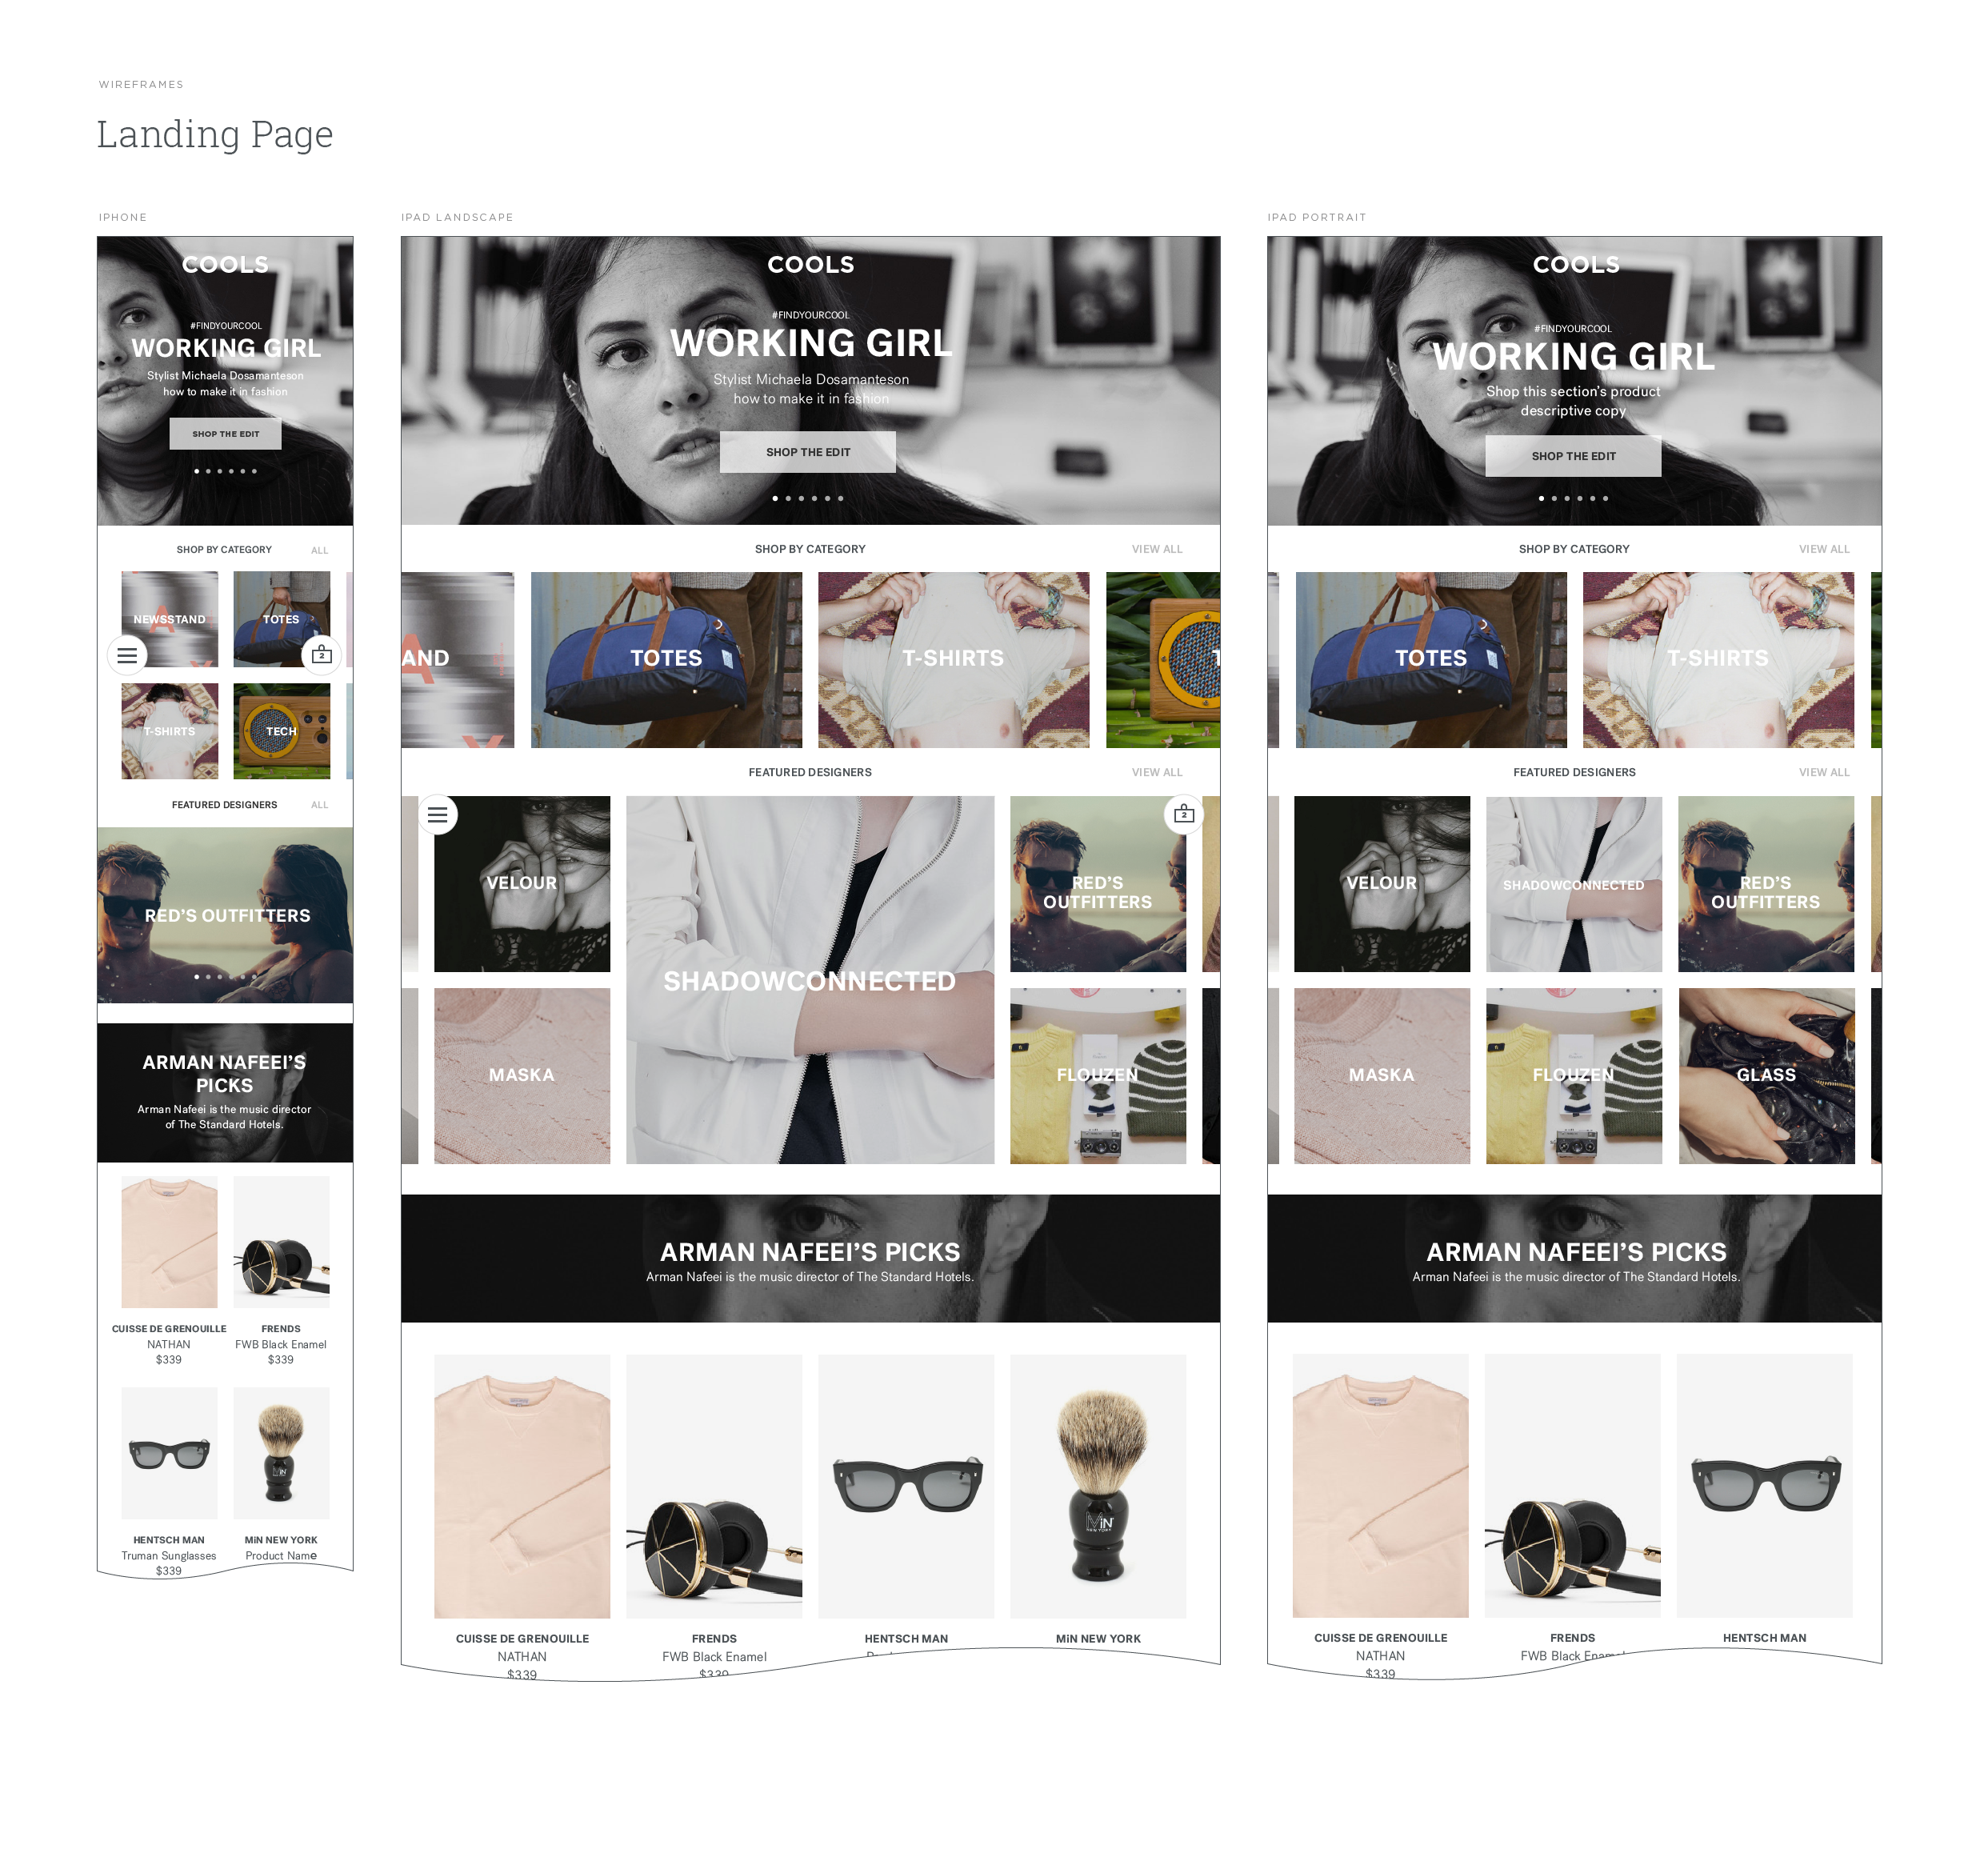 WIREFRAMES
Landing Page
IPHONE
COOLS
#FINDYOURCOOL
WORKING GIRL
Stylist Michaela Dosamanteson
how to make it in fashion
SHOP THE EDIT
SHOP BY CATEGORY
ALL
NEWSSTAND
TOTES
2
T-SHIRTS
TECH
FEATURED DESIGNERS
ALL
RED’S OUTFITTERS
ARMAN NAFEEI’S
PICKS
Arman Nafeei is the music director
of The Standard Hotels.
CUISSE DE GRENOUILLE
NATHAN
$339
FRENDS
FWB Black Enamel
$339
MiN
HENTSCH MAN
Truman Sunglasses
$339
MiN NEW YORK
Product Name
IPAD LANDSCAPE
COOLS
#FINDYOURCOOL
WORKING GIRL
Stylist Michaela Dosamanteson
how to make it in fashion
SHOP THE EDIT
SHOP BY CATEGORY
VIEW ALL
AND
TOTES
T-SHIRTS
T
FEATURED DESIGNERS
VIEW ALL
2
VELOUR
SHADOWCONNECTED
RED’S
OUTFITTERS
MASKA
FLOUZEN
ARMAN NAFEEI’S PICKS
Arman Nafeei is the music director of The Standard Hotels.
MiN
NEW YORK
CUISSE DE GRENOUILLE
NATHAN
$339
FRENDS
FWB Black Enamel
$339
HENTSCH MAN
MiN NEW YORK
IPAD PORTRAIT
COOLS
#FINDYOURCOOL
WORKING GIRL
Shop this section’s product
descriptive copy
SHOP THE EDIT
SHOP BY CATEGORY
VIEW ALL
TOTES
T-SHIRTS
FEATURED DESIGNERS
VIEW ALL
VELOUR
SHADOWCONNECTED
RED’S
OUTFITTERS
MASKA
FLOUZEN
GLASS
ARMAN NAFEEI’S PICKS
Arman Nafeei is the music director of The Standard Hotels.
CUISSE DE GRENOUILLE
NATHAN
$339
FRENDS
FWB Black Enamel
HENTSCH MAN